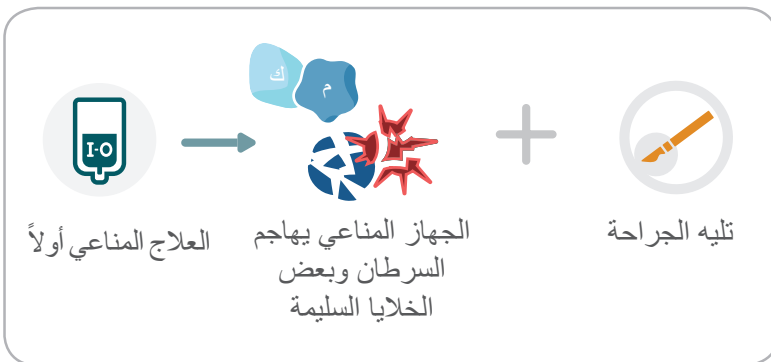 ك
م
I-O
العلاج المناعي أولاً
الجهاز المناعي يهاجم
السرطان وبعض
الخلايا السليمة
تليه الجراحة